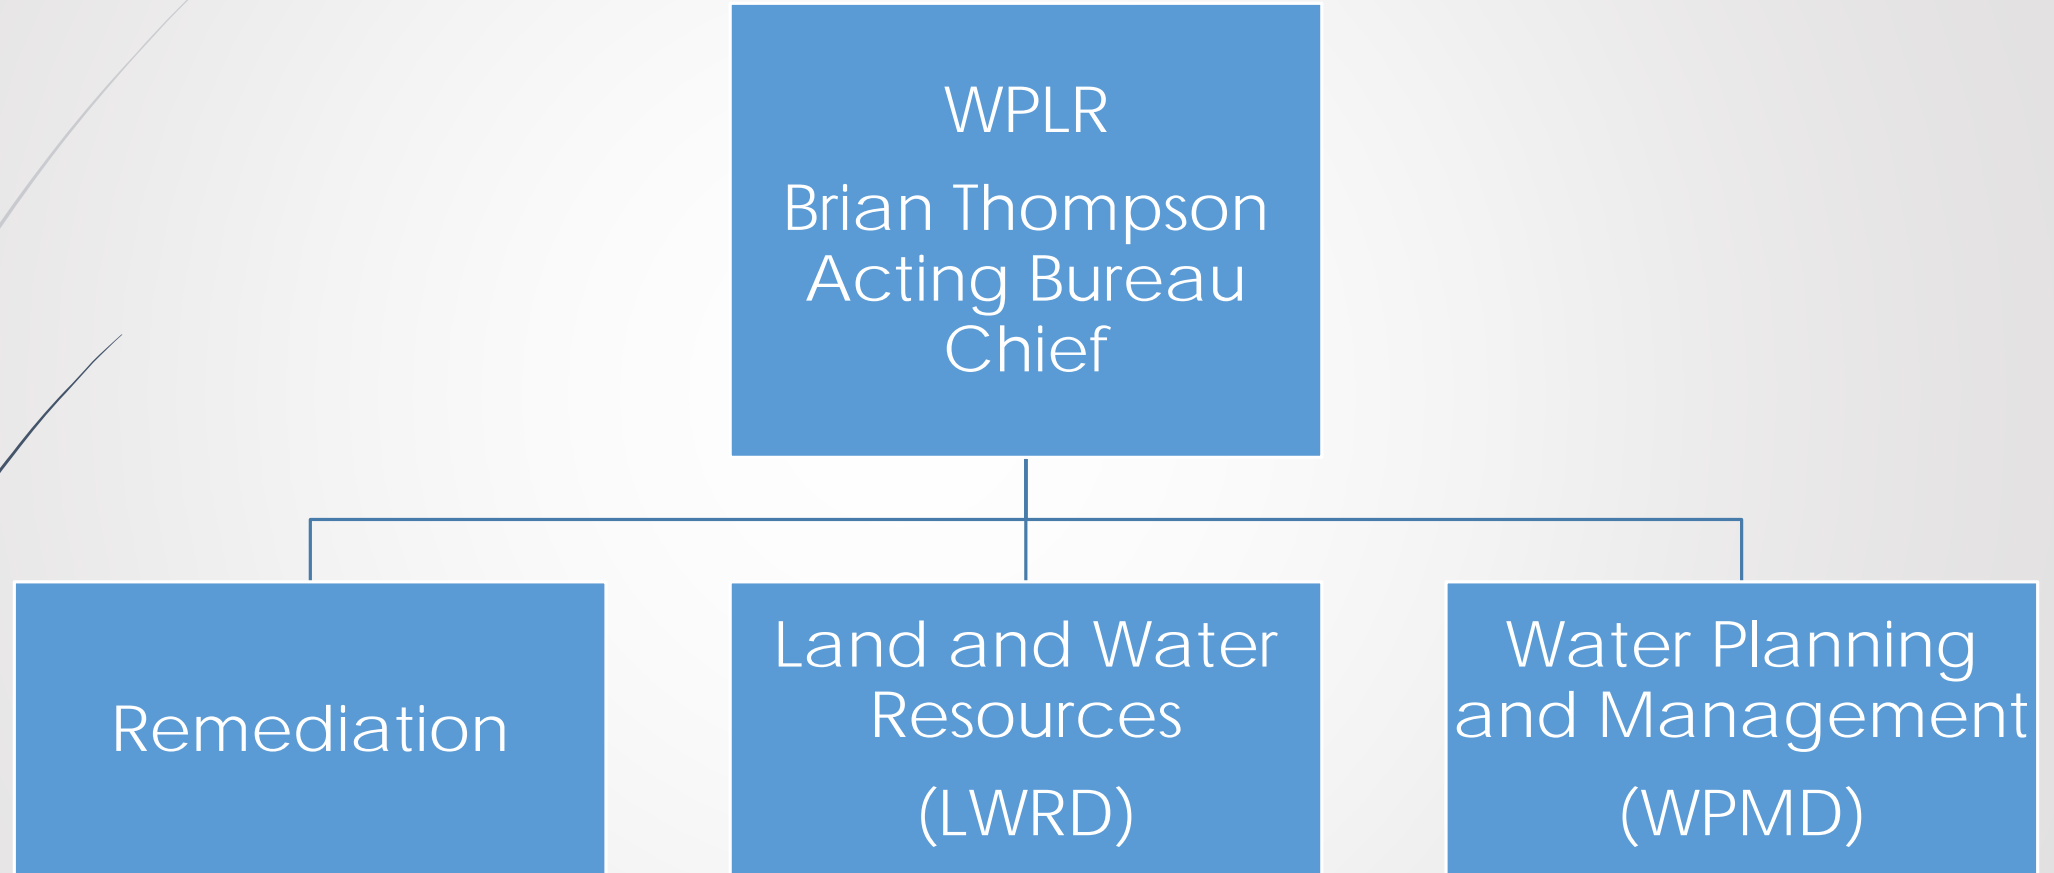 WPLR
Brian Thompson
Acting Bureau
Chief
Remediation
Land and Water
Resources
(LWRD)
Water Planning
and Management
(WPMD)